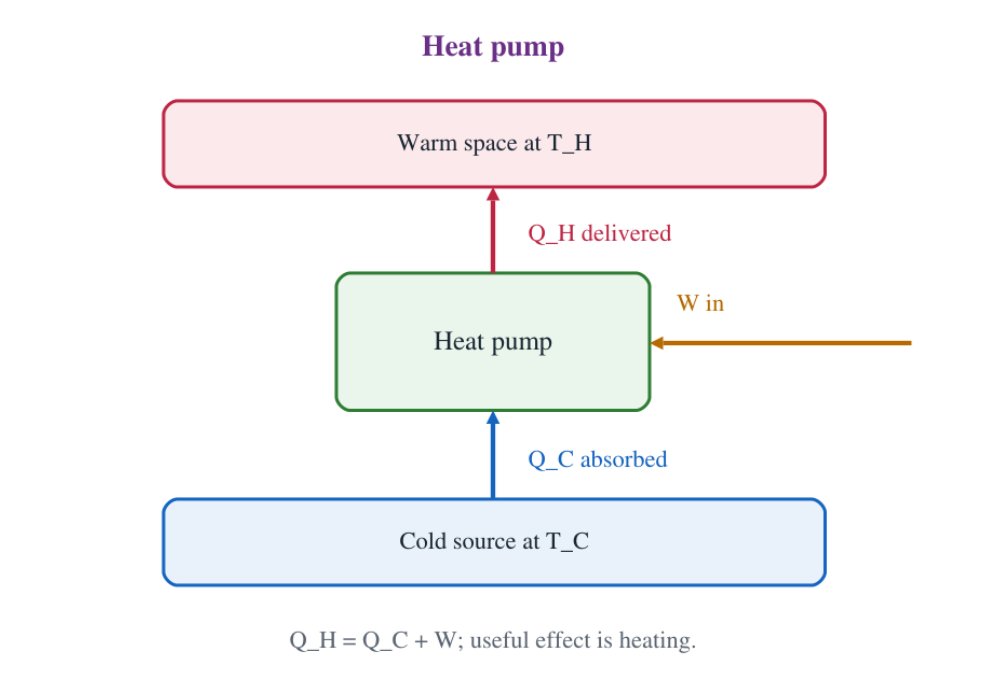 Heat pump
Warm space at T_H
Q_H delivered
W in
Heat pump
Q_C absorbed
Cold source at T_C
Q_H = Q_C + W; useful effect is heating.